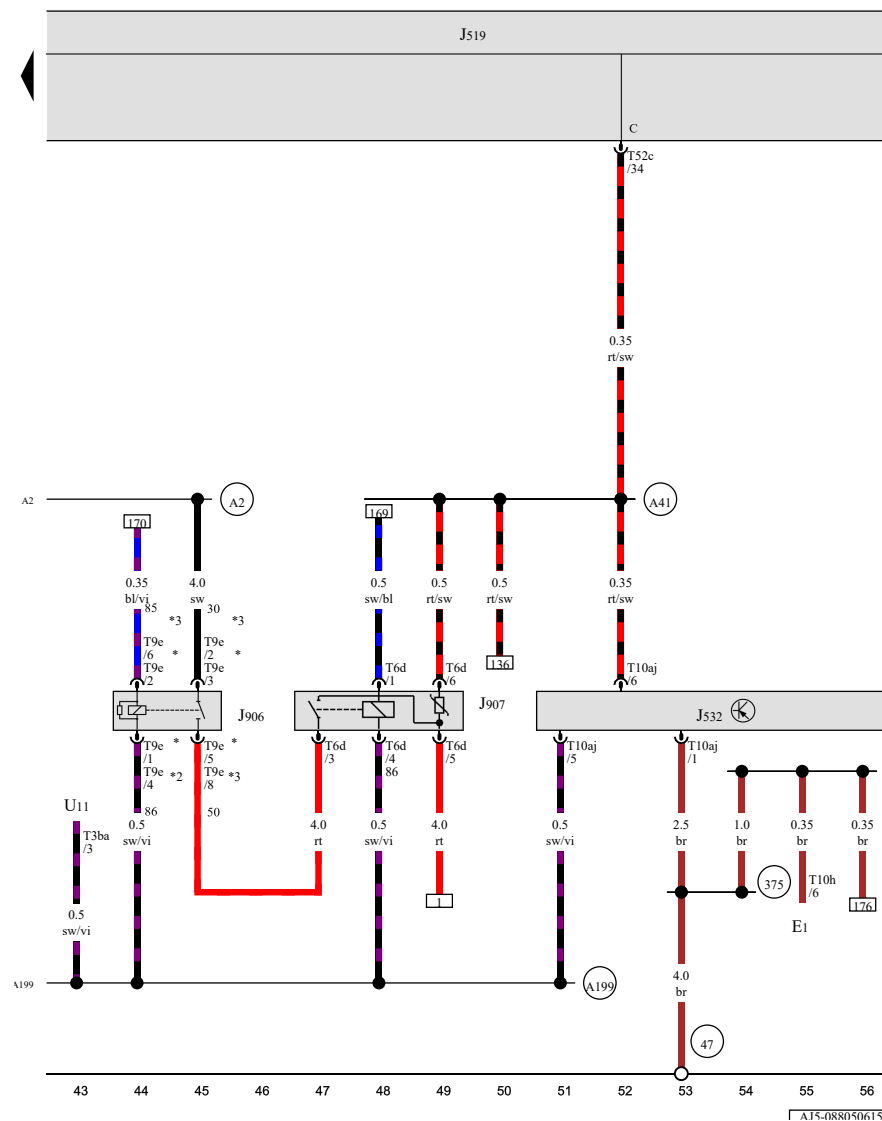 J519
C
T52c
/34
0.35
rt/sw
A2
A2
A41
170
169
0.35
bl/vi
4.0
sw
0.5
sw/bl
0.5
rt/sw
0.5
rt/sw
0.35
rt/sw
85
*3
30
*3
136
T9e
/6
*
T9e
/2
*
T9e
/2
T9e
/3
T6d
/1
T6d
/6
T10aj
/6
J906
J907
J532
T9e
/1
*
T9e
/5
*
T6d
/3
T6d
/4
T6d
/5
T10aj
/5
T10aj
/1
T9e
/4
*2
T9e
/8
*3
86
U11
86
50
T3ba
/3
0.5
sw/vi
4.0
rt
0.5
sw/vi
4.0
rt
0.5
sw/vi
2.5
br
1.0
br
0.35
br
0.35
br
375
T10h
/6
1
176
0.5
sw/vi
E1
A199
A199
4.0
br
47
43 44 45 46 47 48 49 50 51 52 53 54 55 56
AJ5-088050615